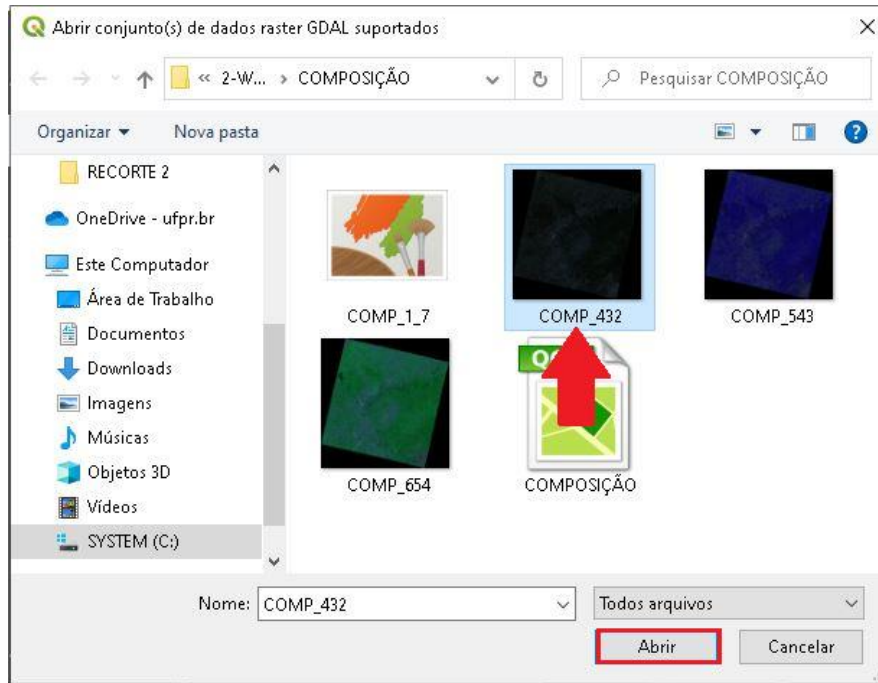 Abrir conjunto(s) de dados raster GDAL suportados
« 2-W... › COMPOSIÇÃO
Pesquisar COMPOSIÇÃO
Organizar
Nova pasta
RECORTE 2
OneDrive - ufpr.br
Este Computador
Área de Trabalho
Documentos
Downloads
Imagens
Músicas
Objetos 3D
Vídeos
SYSTEM (C:)
COMP_1_7
COMP_432
COMP_543
COMP_654
COMPOSIÇÃO
Nome: COMP_432
Todos arquivos
Abrir
Cancelar